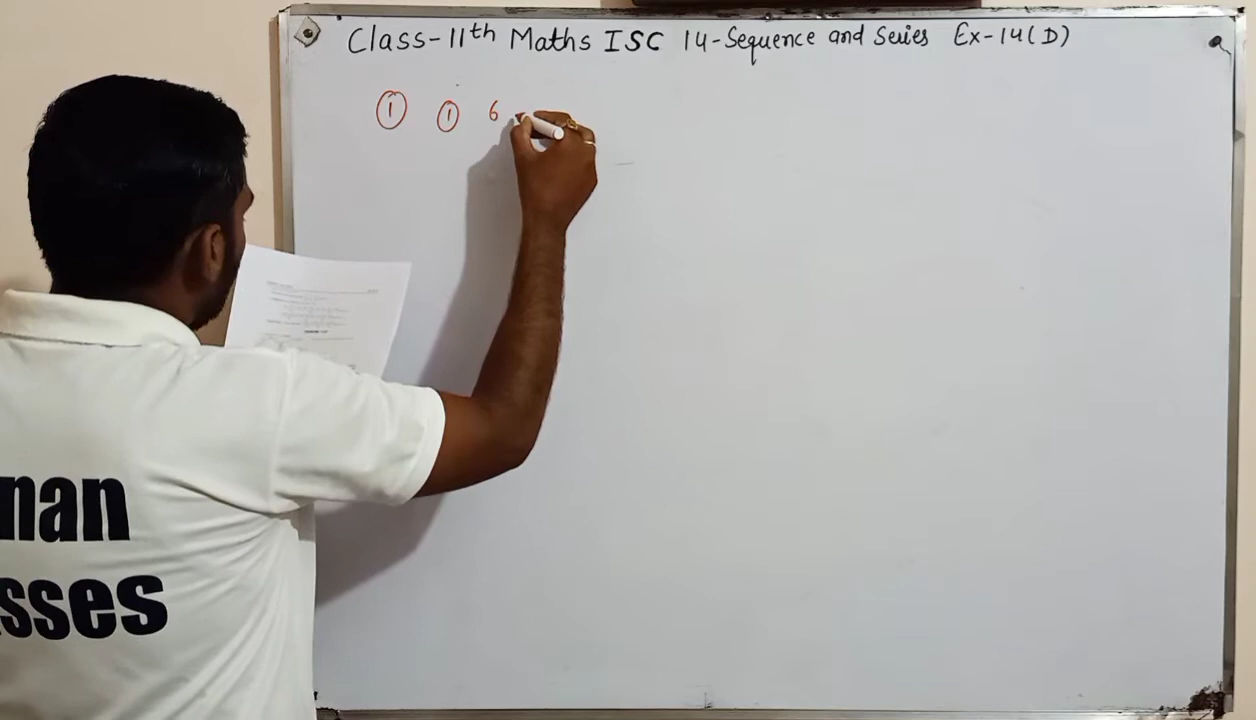 Class-11th Maths ISC 14-Sequence and Series Ex-14(D)
① ① 6
nan
sses